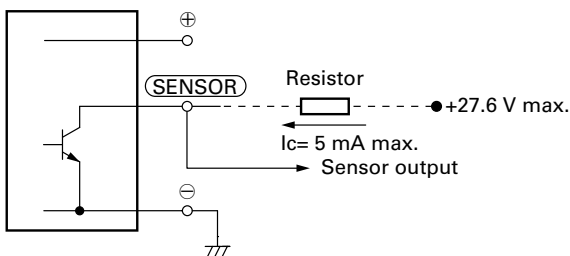 ⊕
SENSOR
Resistor
+27.6 V max.
Ic= 5 mA max.
Sensor output
⊖